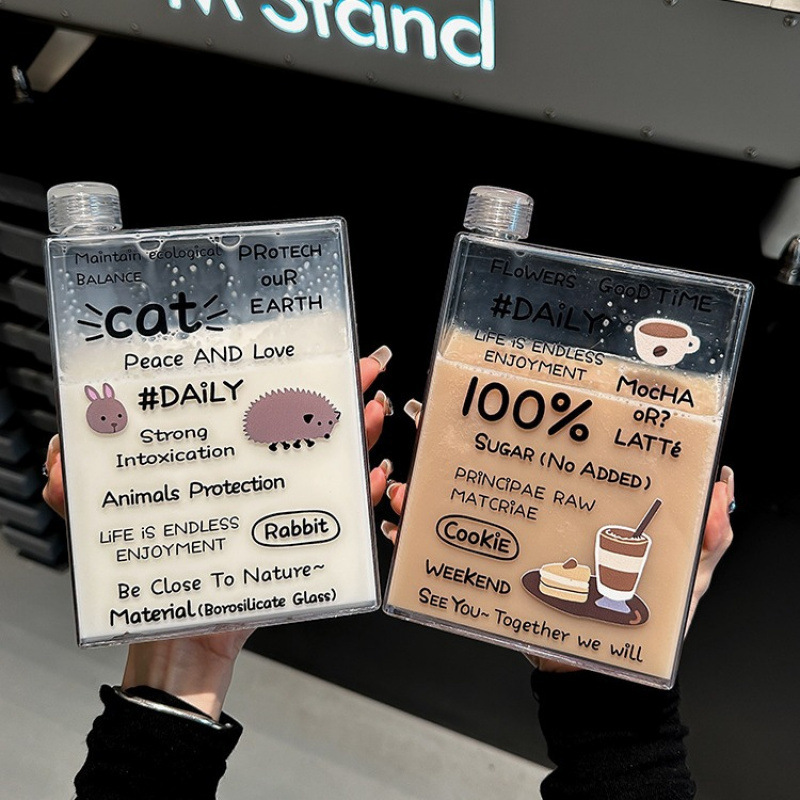 M Stand
Maintain ecological
BALANCE
PRoTECH
ouR
EARTH
cat
Peace AND Love
#DAiLY
Strong
Intoxication
Animals Protection
LiFE iS ENDLESS
ENJOYMENT
Rabbit
Be Close To Nature~
Material (Borosilicate Glass)
FLoWERS GooD TiME
#DAiLY
LiFE iS ENDLESS
ENJOYMENT
MocHA
oR?
LATTé
100%
SUGAR (No ADDED)
PRiNCiPAE RAW
MATCRiAE
CooKiE
WEEKEND
SEE You~ Together we will